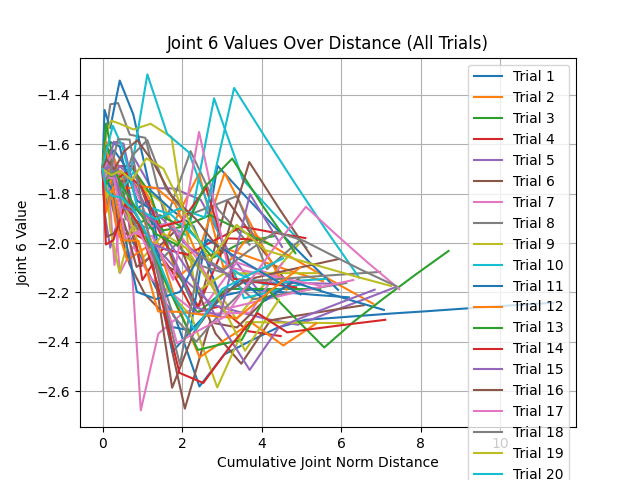 Joint 6 Values Over Distance (All Trials)
Joint 6 Value
−1.4
−1.6
−1.8
−2.0
−2.2
−2.4
−2.6
0
2
4
6
8
10
Cumulative Joint Norm Distance
Trial 1
Trial 2
Trial 3
Trial 4
Trial 5
Trial 6
Trial 7
Trial 8
Trial 9
Trial 10
Trial 11
Trial 12
Trial 13
Trial 14
Trial 15
Trial 16
Trial 17
Trial 18
Trial 19
Trial 20